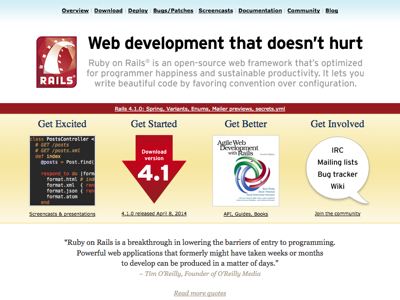 Overview | Download | Deploy | Bugs/Patches | Screencasts | Documentation | Community | Blog
RAILS
Web development that doesn't hurt
Ruby on Rails® is an open-source web framework that's optimized
for programmer happiness and sustainable productivity. It lets you
write beautiful code by favoring convention over configuration.
Rails 4.1.0: Spring, Variants, Enums, Mailer previews, secrets.yml
Get Excited
Get Started
Get Better
Get Involved
class PostsController <
# GET /posts
# GET /posts.xml
def index
@posts = Post.find(
respond_to
format.html #
format.xml {
format.json {
format.atom
end
Download
version
4.1
Agile Web
Development
with Rails
IRC
Mailing lists
Bug tracker
Wiki
Screencasts & presentations
4.1.0 released April 8, 2014
API, Guides, Books
Join the community
"Ruby on Rails is a breakthrough in lowering the barriers of entry to programming.
Powerful web applications that formerly might have taken weeks or months
to develop can be produced in a matter of days."
– Tim O'Reilly, Founder of O'Reilly Media
Read more quotes